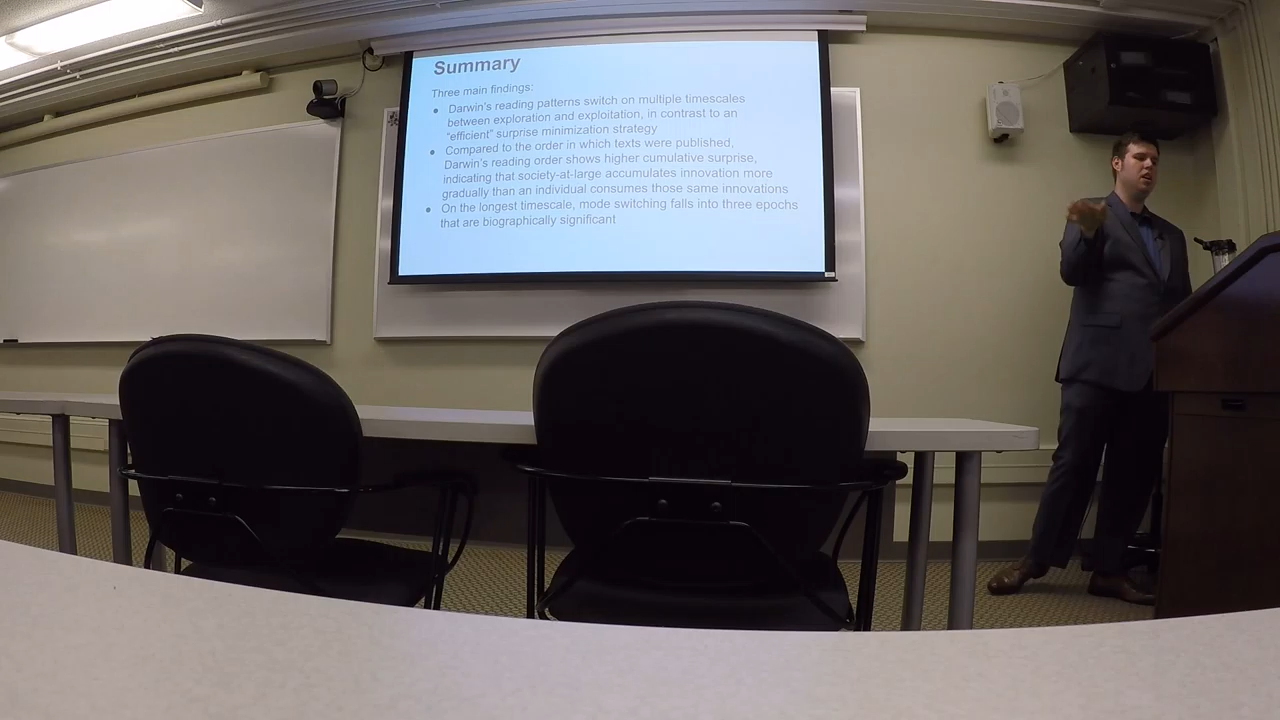 Summary
Three main findings:
● Darwin's reading patterns switch on multiple timescales
between exploration and exploitation, in contrast to an
"efficient" surprise minimization strategy
● Compared to the order in which texts were published,
Darwin's reading order shows higher cumulative surprise,
indicating that society-at-large accumulates innovation more
gradually than an individual consumes those same innovations
● On the longest timescale, mode switching falls into three epochs
that are biographically significant